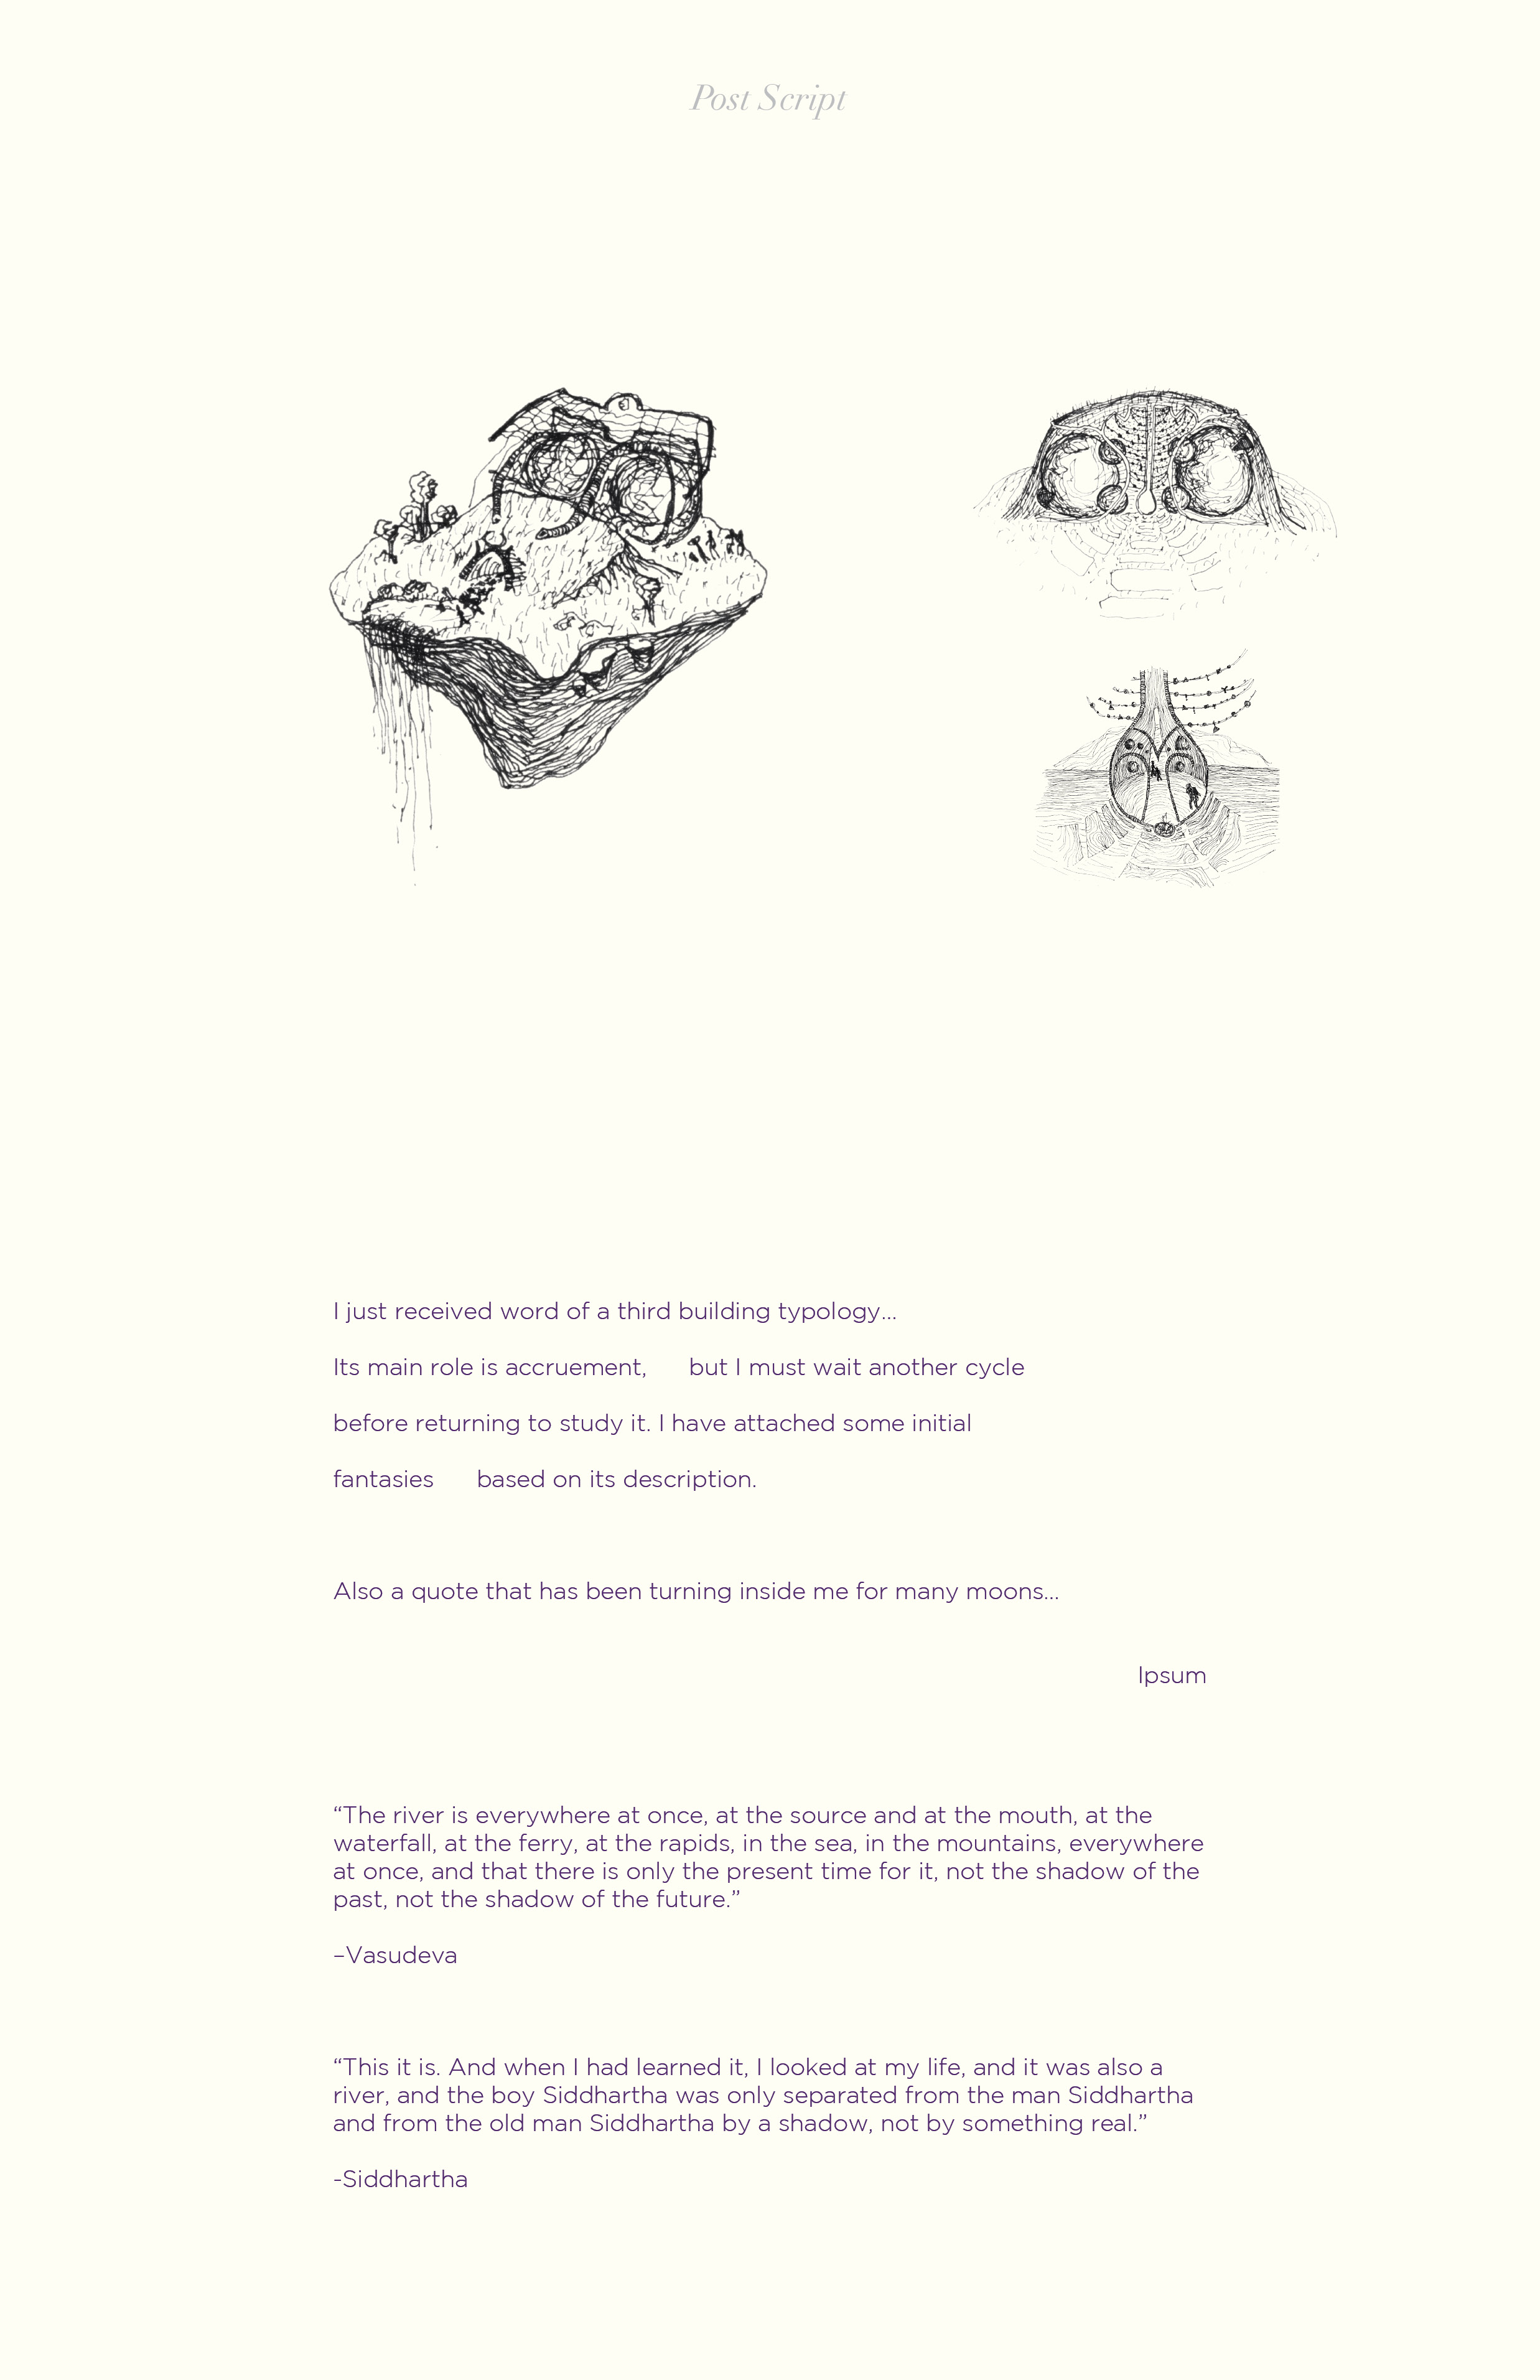 Post Script
I just received word of a third building typology...
Its main role is accruement, but I must wait another cycle
before returning to study it. I have attached some initial
fantasies based on its description.
Also a quote that has been turning inside me for many moons...
Ipsum
“The river is everywhere at once, at the source and at the mouth, at the
waterfall, at the ferry, at the rapids, in the sea, in the mountains, everywhere
at once, and that there is only the present time for it, not the shadow of the
past, not the shadow of the future.”
–Vasudeva
“This it is. And when I had learned it, I looked at my life, and it was also a
river, and the boy Siddhartha was only separated from the man Siddhartha
and from the old man Siddhartha by a shadow, not by something real.”
-Siddhartha